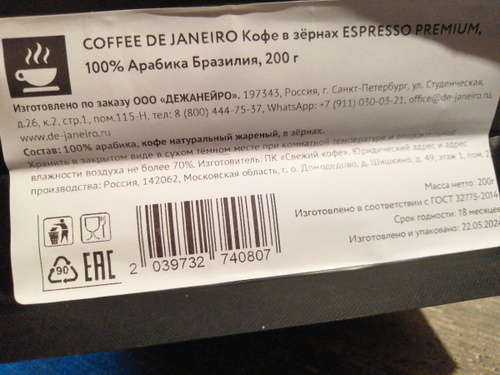 COFFEE DE JANEIRO Кофе в зёрнах ESPRESSO PREMIUM,
100% Арабика Бразилия, 200 г
Изготовлено по заказу ООО «ДЕЖАНЕЙРО». 197343, Россия, г. Санкт-Петербург, ул. Студенческая,
д.26, к.2, стр.1, пом.115-Н, тел: 8 (800) 444-75-37, WhatsApp: +7 (911) 030-03-21, office@de-janeiro.ru,
www.de-janeiro.ru
Состав: 100% арабика, кофе натуральный жареный, в зёрнах.
Хранить в закрытом виде в сухом тёмном месте при комнатной температуре и относительной
влажности воздуха не более 70%. Изготовитель: ПК «Свежий кофе». Юридический адрес и адрес
производства: Россия, 142062, Московская область, г. о. Домодедово, д. Шишкино, д. 49, этаж 1, пом. 2
Масса нетто: 200г
Изготовлено в соответствии с ГОСТ 32775-2014
Срок годности: 18 месяцев
Изготовлено и упаковано: 22.05.2024
90
EAC
2 039732 740807